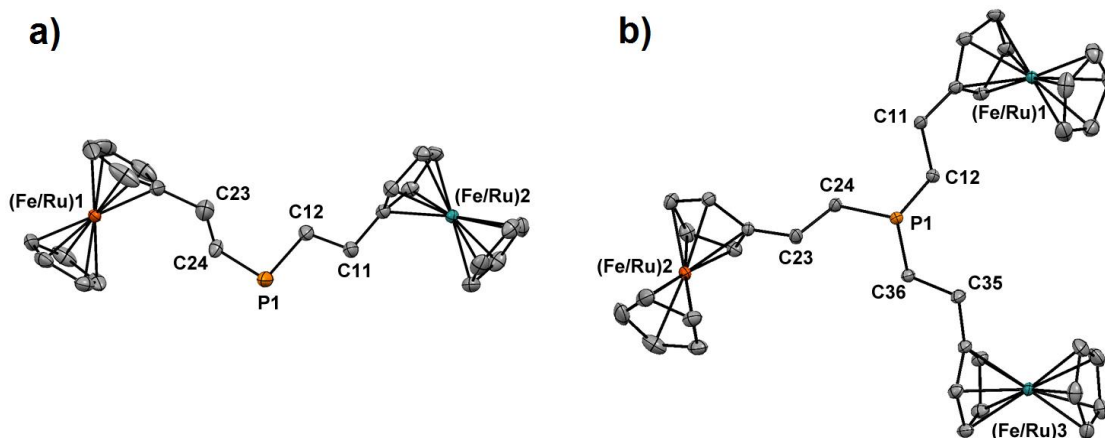 a)
(Fe/Ru)1
C23
C24
P1
C12
C11
(Fe/Ru)2
b)
C11
(Fe/Ru)1
C12
C24
P1
C23
(Fe/Ru)2
C36
C35
(Fe/Ru)3